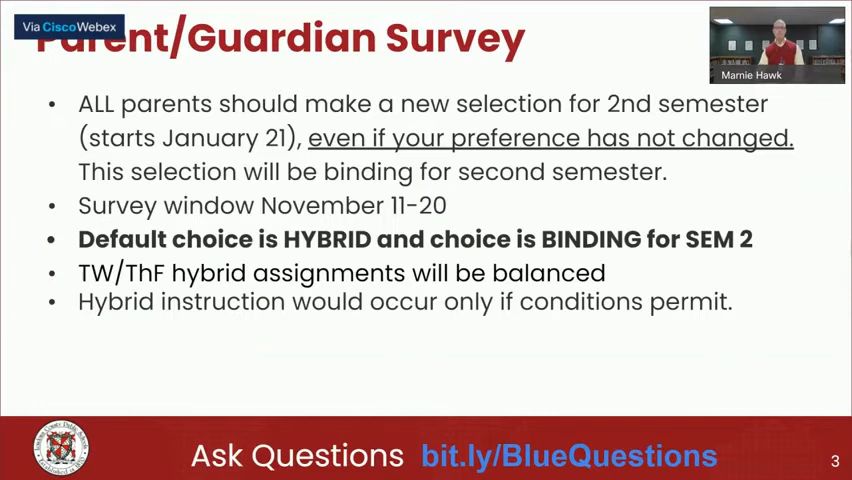 Via Cisco Webex
Parent/Guardian Survey
Marnie Hawk
• ALL parents should make a new selection for 2nd semester
(starts January 21), even if your preference has not changed.
This selection will be binding for second semester.
• Survey window November 11-20
• Default choice is HYBRID and choice is BINDING for SEM 2
• TW/ThF hybrid assignments will be balanced
• Hybrid instruction would occur only if conditions permit.
Ask Questions bit.ly/BlueQuestions
3